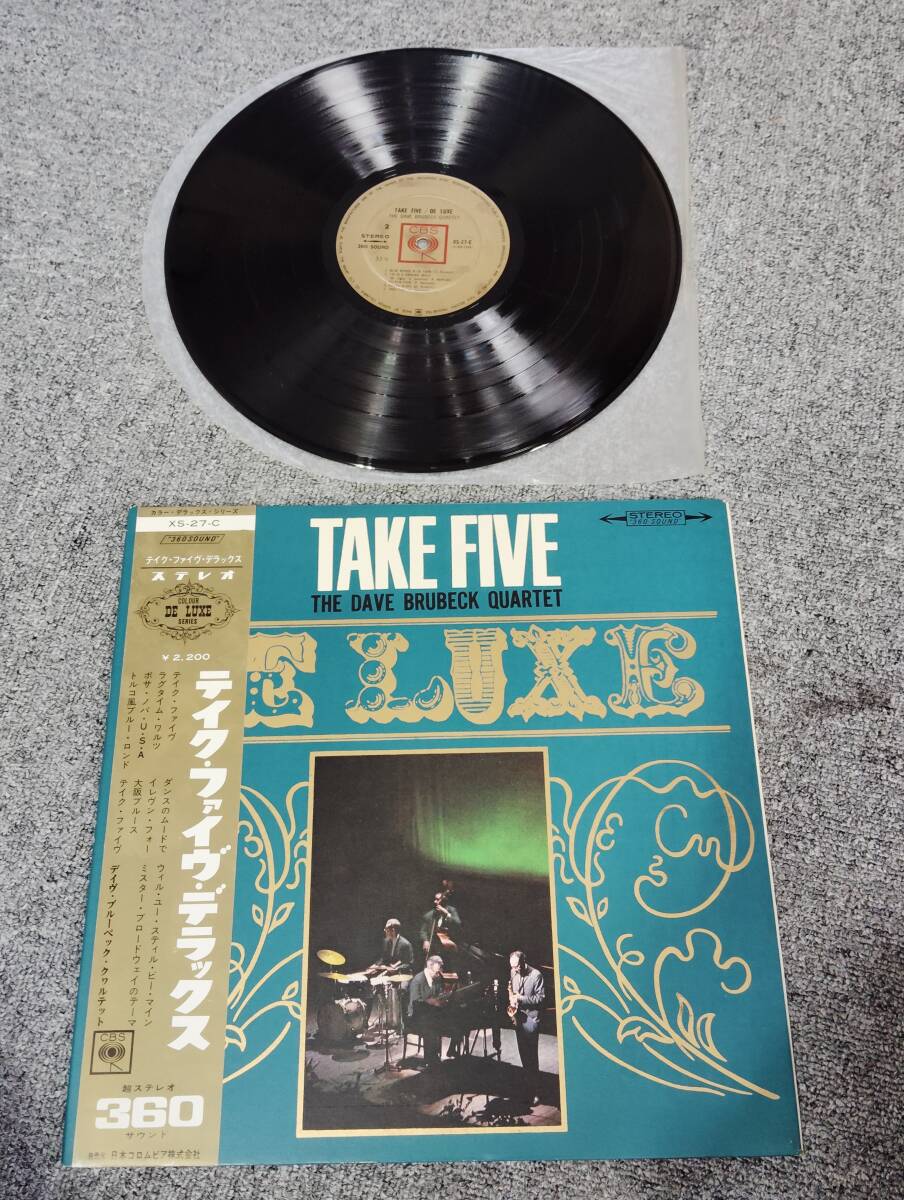 TAKE FIVE / DE LUXE
THE DAVE BRUBECK QUARTET
2
STEREO
360 SOUND
CBS
33⅓
カラー・デラックス・シリーズ
XS-27-C
"360 SOUND"
テイク・ファイヴ・デラックス
ステレオ
COLOUR
DE LUXE
SERIES
¥2,200
テイク・ファイヴ・デラックス
テイク・ファイヴ
ラグタイム・ワルツ
ボサ・ノバ・U・S・A
トルコ風ブルー・ロンド
ダンスのムードで
イレヴン・フォー
大阪ブルース
テイク・ファイヴ
ウィル・ユー・スティル・ビー・マイン
ミスター・ブロードウェイのテーマ
デイヴ・ブルーベック・クヮルテット
CBS
超ステレオ
360
サウンド
発売元 日本コロムビア株式会社
TAKE FIVE
THE DAVE BRUBECK QUARTET
STEREO
"360 SOUND"
E LUXE